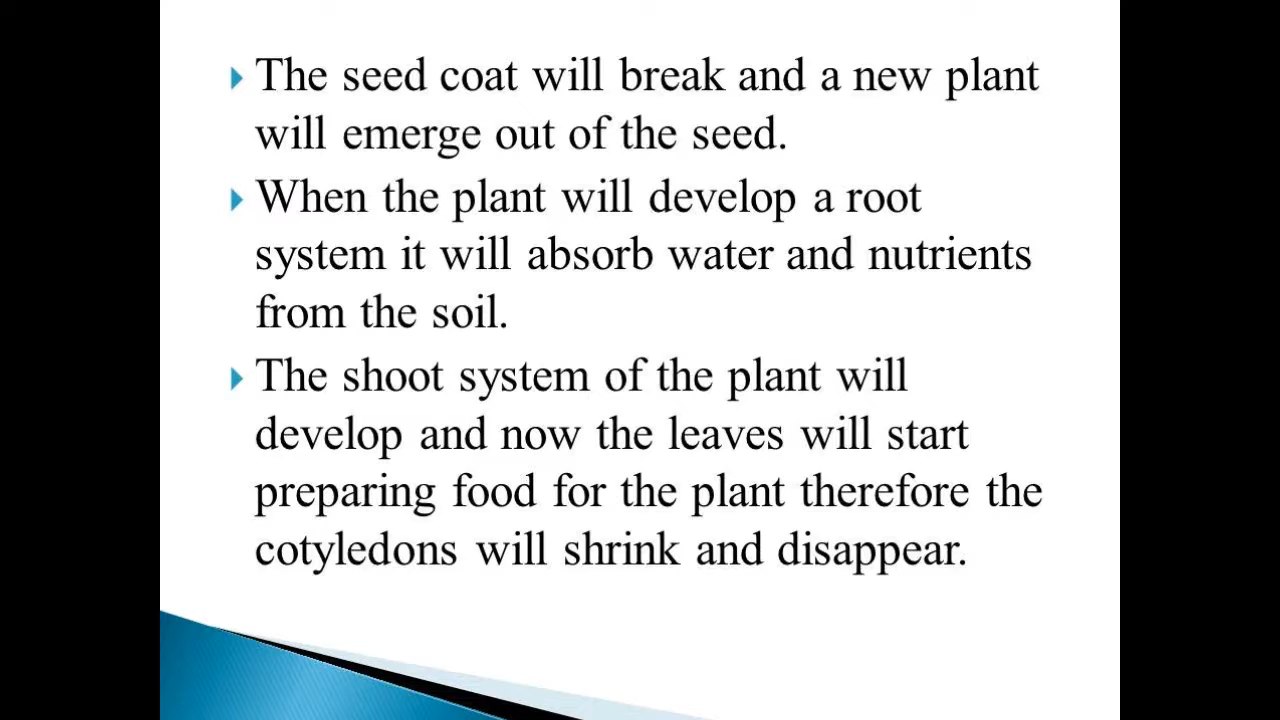 The seed coat will break and a new plant
will emerge out of the seed.
When the plant will develop a root
system it will absorb water and nutrients
from the soil.
The shoot system of the plant will
develop and now the leaves will start
preparing food for the plant therefore the
cotyledons will shrink and disappear.